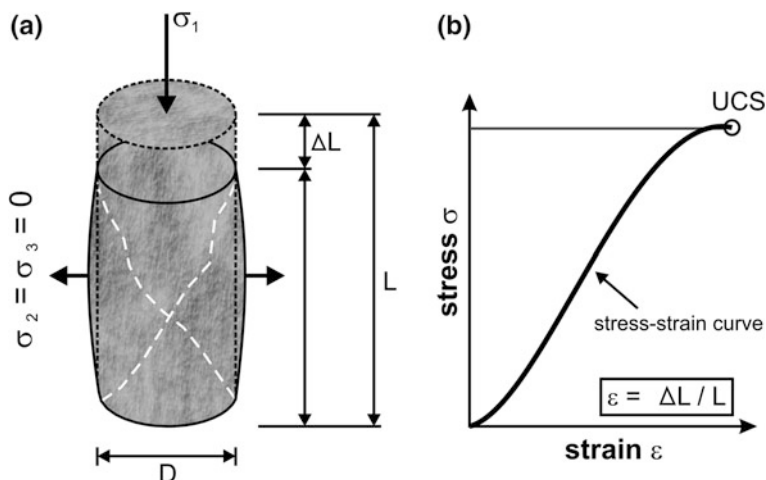 (a)
σ1
ΔL
L
σ2 = σ3 = 0
D
(b)
UCS
stress σ
stress-strain curve
ε = ΔL / L
strain ε